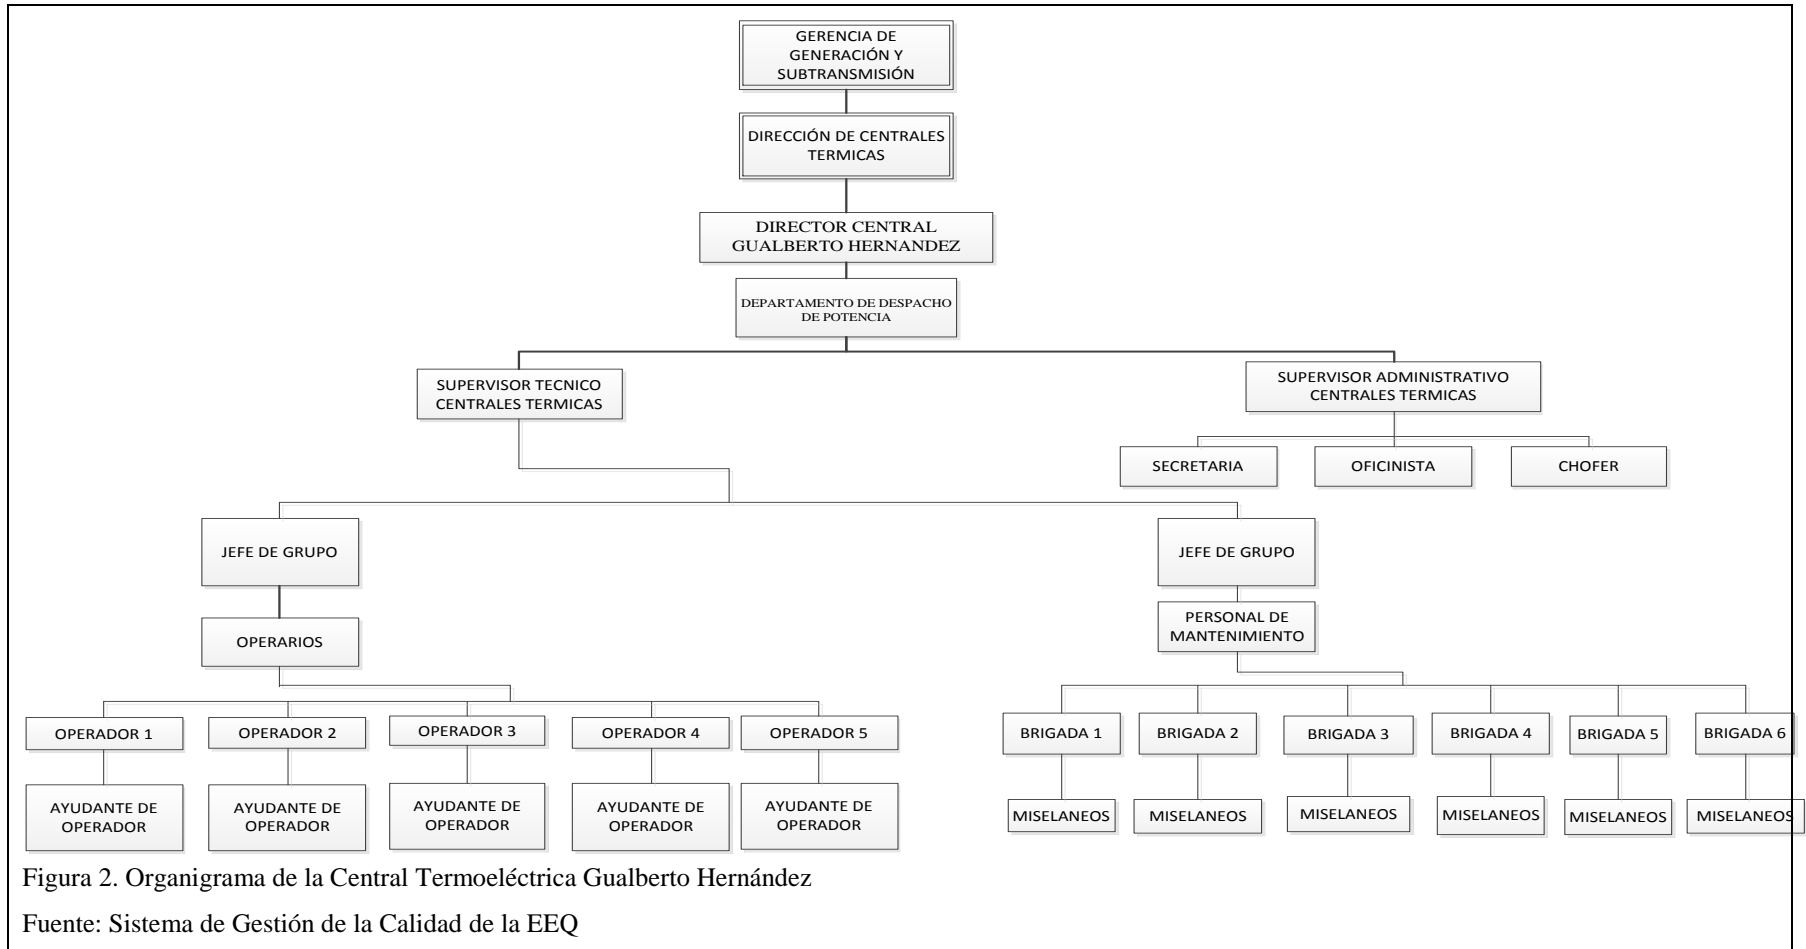 GERENCIA DE
GENERACIÓN Y
SUBTRANSMISIÓN
DIRECCIÓN DE CENTRALES
TERMICAS
DIRECTOR CENTRAL
GUALBERTO HERNANDEZ
DEPARTAMENTO DE DESPACHO
DE POTENCIA
SUPERVISOR TECNICO
CENTRALES TERMICAS
SUPERVISOR ADMINISTRATIVO
CENTRALES TERMICAS
SECRETARIA
OFICINISTA
CHOFER
JEFE DE GRUPO
JEFE DE GRUPO
OPERARIOS
PERSONAL DE
MANTENIMIENTO
OPERADOR 1
OPERADOR 2
OPERADOR 3
OPERADOR 4
OPERADOR 5
BRIGADA 1
BRIGADA 2
BRIGADA 3
BRIGADA 4
BRIGADA 5
BRIGADA 6
AYUDANTE DE
OPERADOR
AYUDANTE DE
OPERADOR
AYUDANTE DE
OPERADOR
AYUDANTE DE
OPERADOR
AYUDANTE DE
OPERADOR
MISELANEOS
MISELANEOS
MISELANEOS
MISELANEOS
MISELANEOS
MISELANEOS
Figura 2. Organigrama de la Central Termoeléctrica Gualberto Hernández
Fuente: Sistema de Gestión de la Calidad de la EEQ